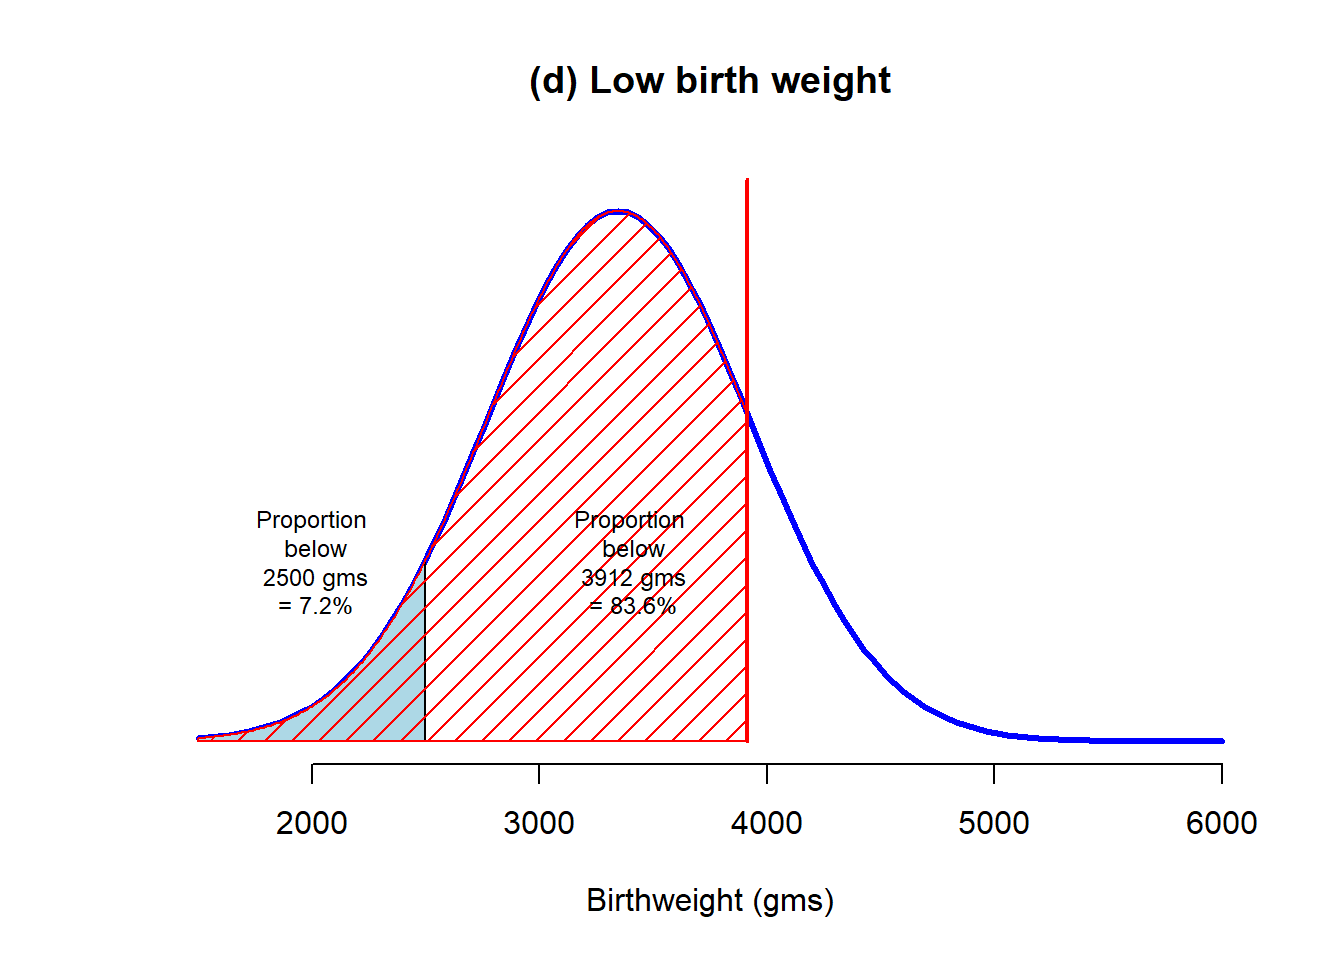 (d) Low birth weight
Proportion
below
2500 gms
= 7.2%
Proportion
below
3912 gms
= 83.6%
2000 3000 4000 5000 6000
Birthweight (gms)